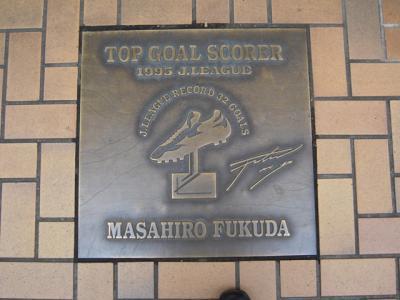 TOP GOAL SCORER
1995 J.LEAGUE
J.LEAGUE RECORD 32 GOALS
MASAHIRO FUKUDA